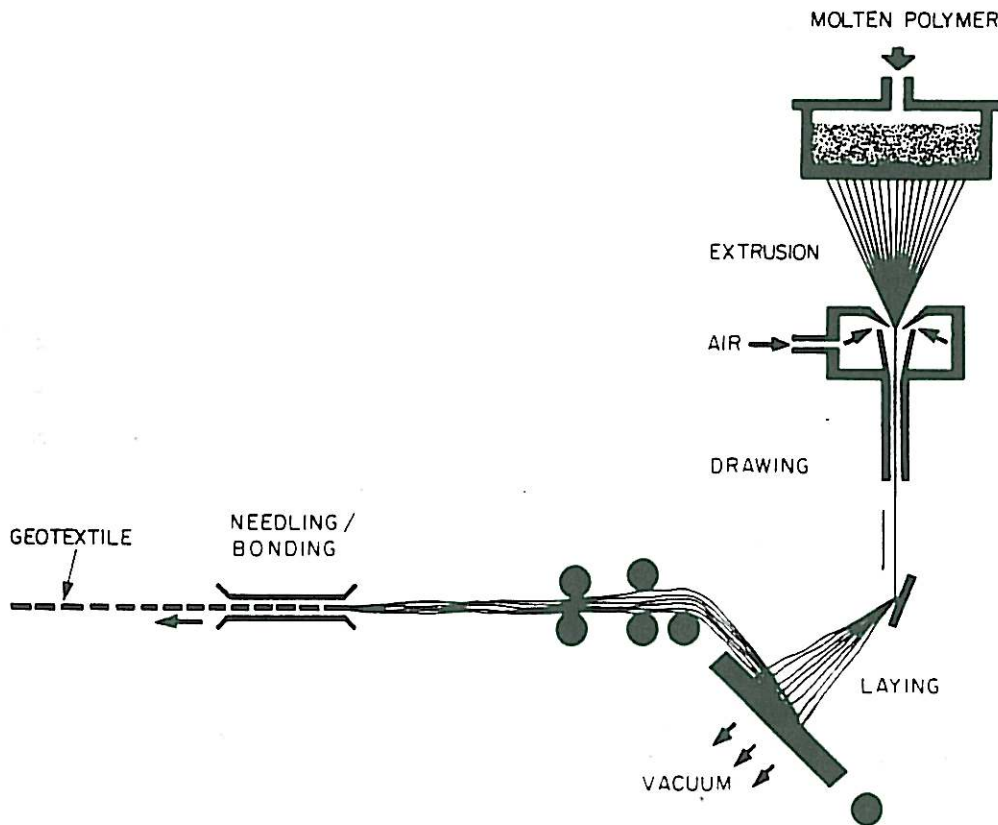 MOLTEN POLYMER
EXTRUSION
AIR
DRAWING
NEEDLING/
BONDING
GEOTEXTILE
LAYING
VACUUM